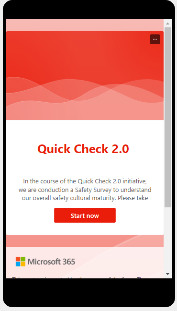 Quick Check 2.0
In the course of the Quick Check 2.0 initiative,
we are conduction a Safety Survey to understand
our overall safety cultural maturity. Please take
Start now
Microsoft 365